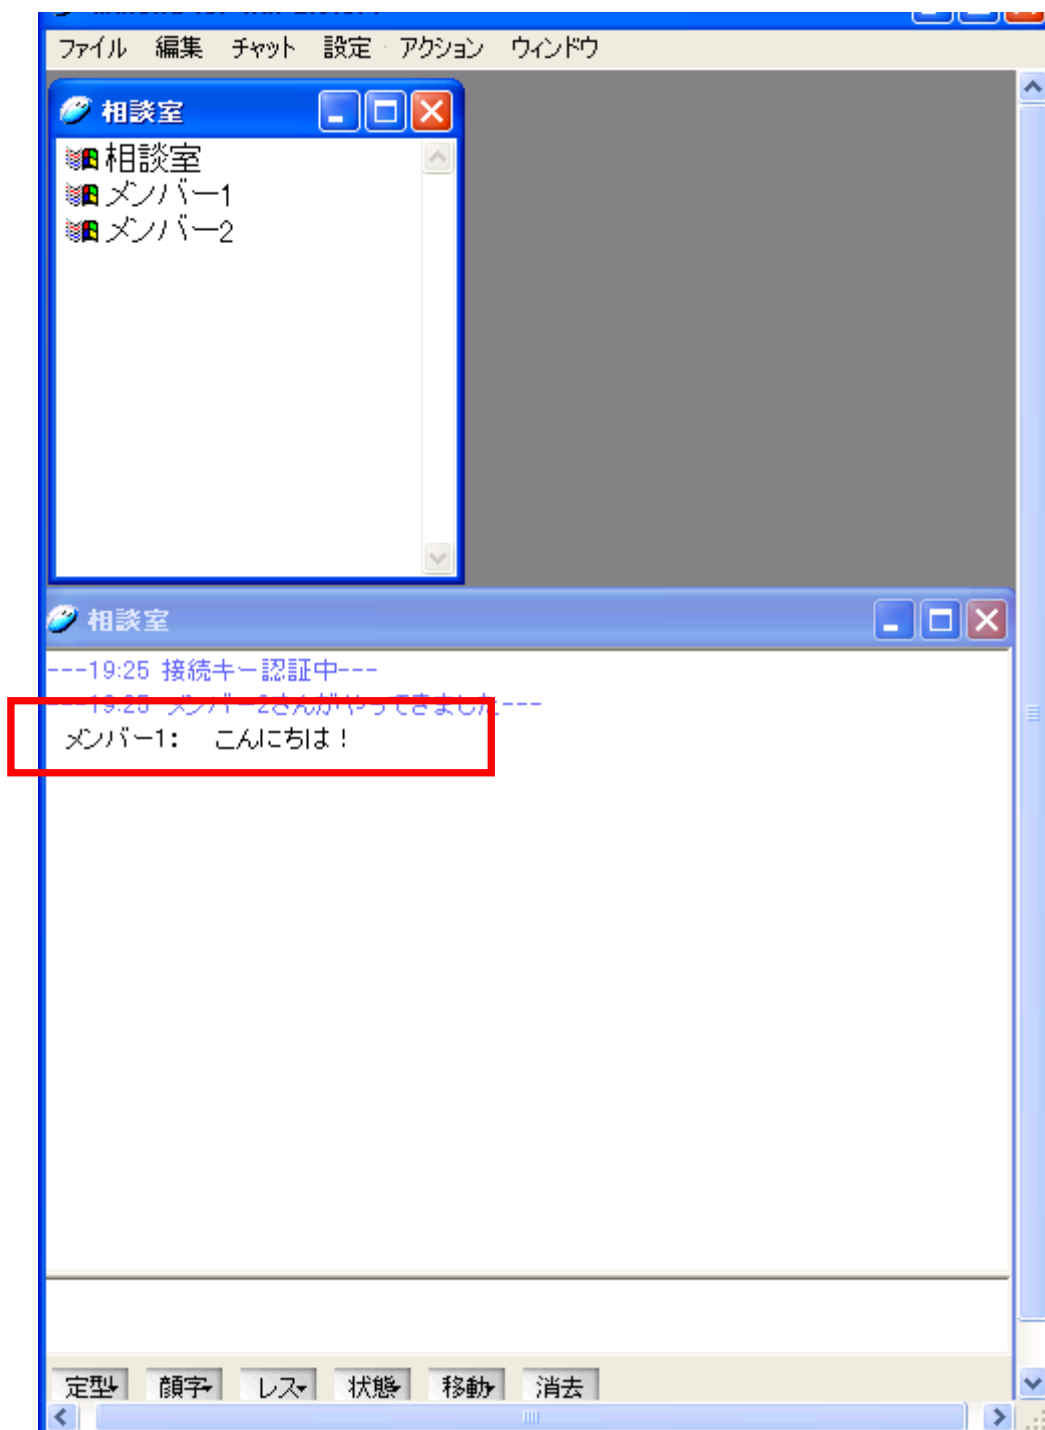 ファイル 編集 チャット 設定 アクション ウィンドウ
相談室
相談室
メンバー1
メンバー2
相談室
---19:25 接続キー認証中---
---19:25 メンバー2さんがやってきました---
メンバー1: こんにちは！
定型 顔字 レス 状態 移動 消去